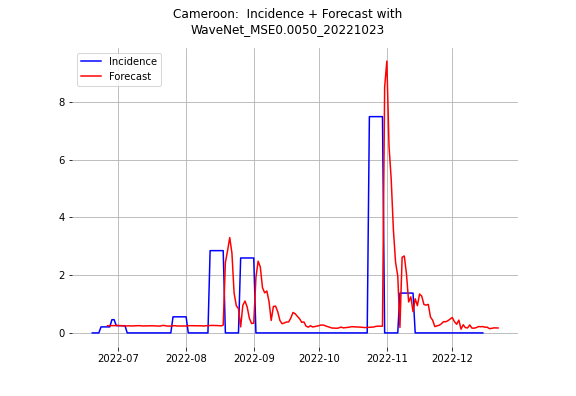 Cameroon:  Incidence + Forecast with
WaveNet_MSE0.0050_20221023
Incidence
Forecast
8
6
4
2
0
2022-07 2022-08 2022-09 2022-10 2022-11 2022-12